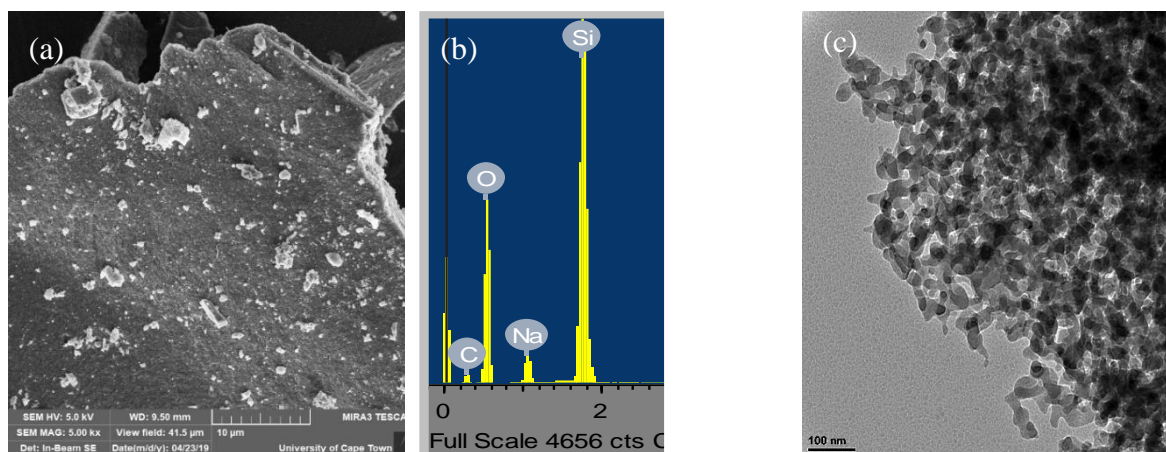 (a)
SEM HV: 5.0 kV WD: 9.50 mm MIRA3 TESCA
SEM MAG: 5.00 kx View field: 41.5 µm 10 µm
Det: In-Beam SE Date(m/d/y): 04/23/19 University of Cape Town
(b)
Si
O
Na
C
0 2
Full Scale 4656 cts C
(c)
100 nm